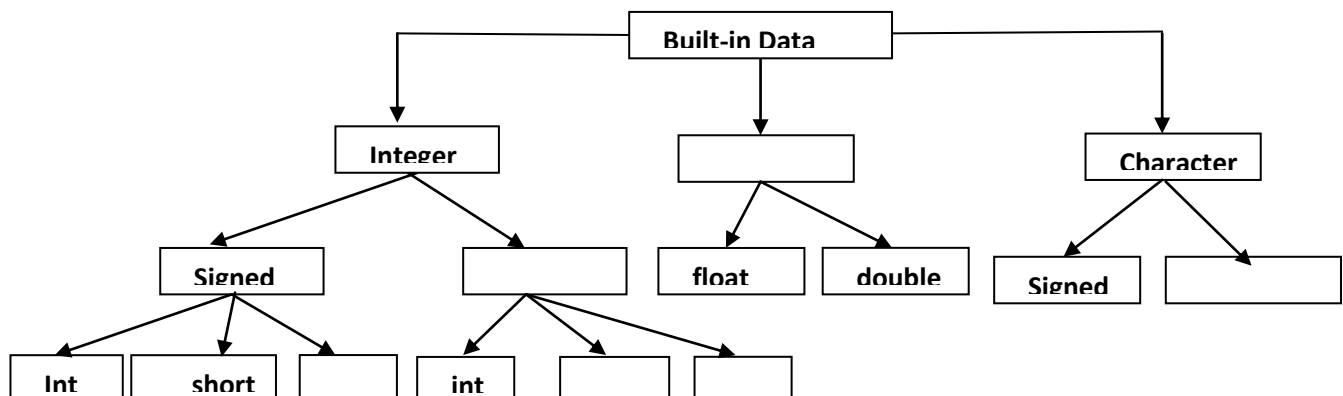 Built-in Data
Integer
Character
Signed
float
double
Signed
Int
short
int